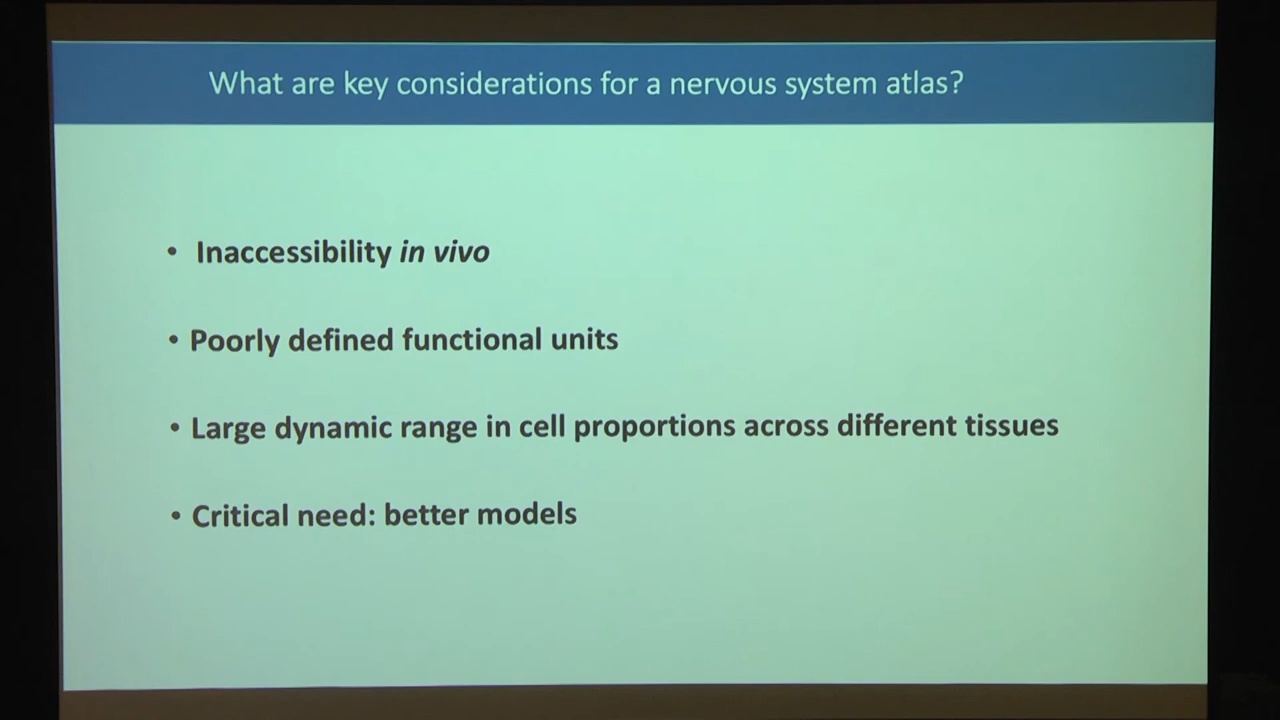 What are key considerations for a nervous system atlas?
• Inaccessibility in vivo
• Poorly defined functional units
• Large dynamic range in cell proportions across different tissues
• Critical need: better models